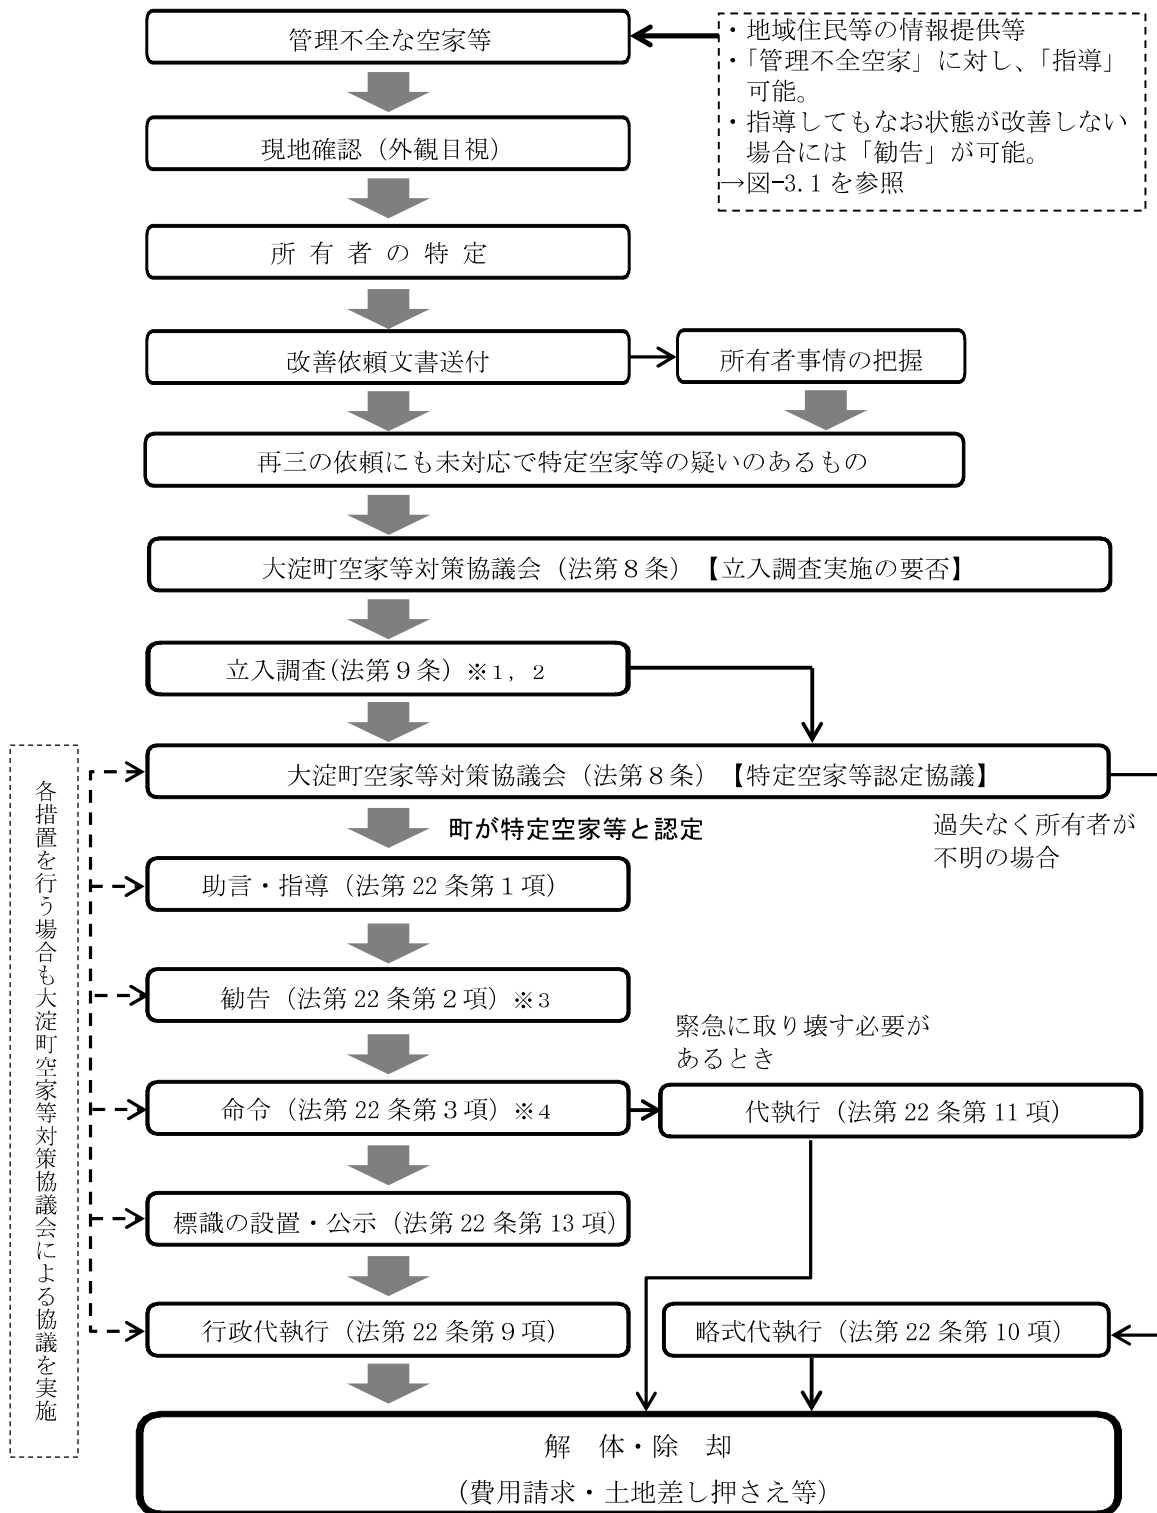 管理不全な空家等
・地域住民等の情報提供等
・「管理不全空家」に対し、「指導」
可能。
・指導してもなお状態が改善しない
場合には「勧告」が可能。
→図-3.1を参照
現地確認（外観目視）
所有者の特定
改善依頼文書送付
所有者事情の把握
再三の依頼にも未対応で特定空家等の疑いのあるもの
大淀町空家等対策協議会（法第８条）【立入調査実施の要否】
立入調査(法第９条）※1，2
大淀町空家等対策協議会（法第８条）【特定空家等認定協議】
町が特定空家等と認定
過失なく所有者が
不明の場合
各措置を行う場合も大淀町空家等対策協議会による協議を実施
助言・指導（法第22条第１項）
勧告（法第22条第２項）※3
緊急に取り壊す必要が
あるとき
命令（法第22条第３項）※4
代執行（法第22条第11項）
標識の設置・公示（法第22条第13項）
行政代執行（法第22条第９項）
略式代執行（法第22条第10項）
解　体・除　却
（費用請求・土地差し押さえ等）